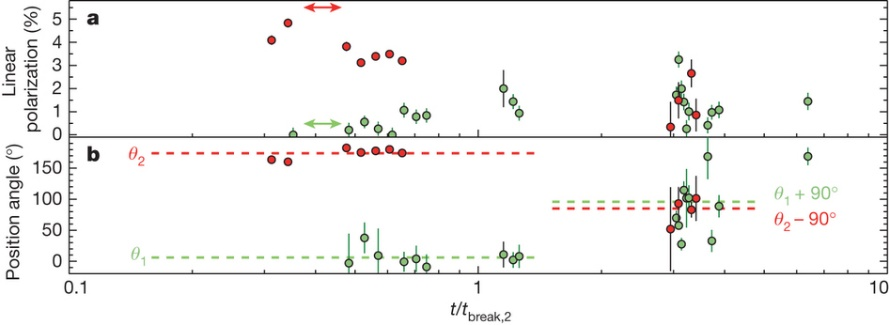 a
Linear
polarization (%)
5
4
3
2
1
0
b
Position angle (°)
150
100
50
0
θ2
θ1
θ1 + 90°
θ2 – 90°
0.1
1
10
t/tbreak,2